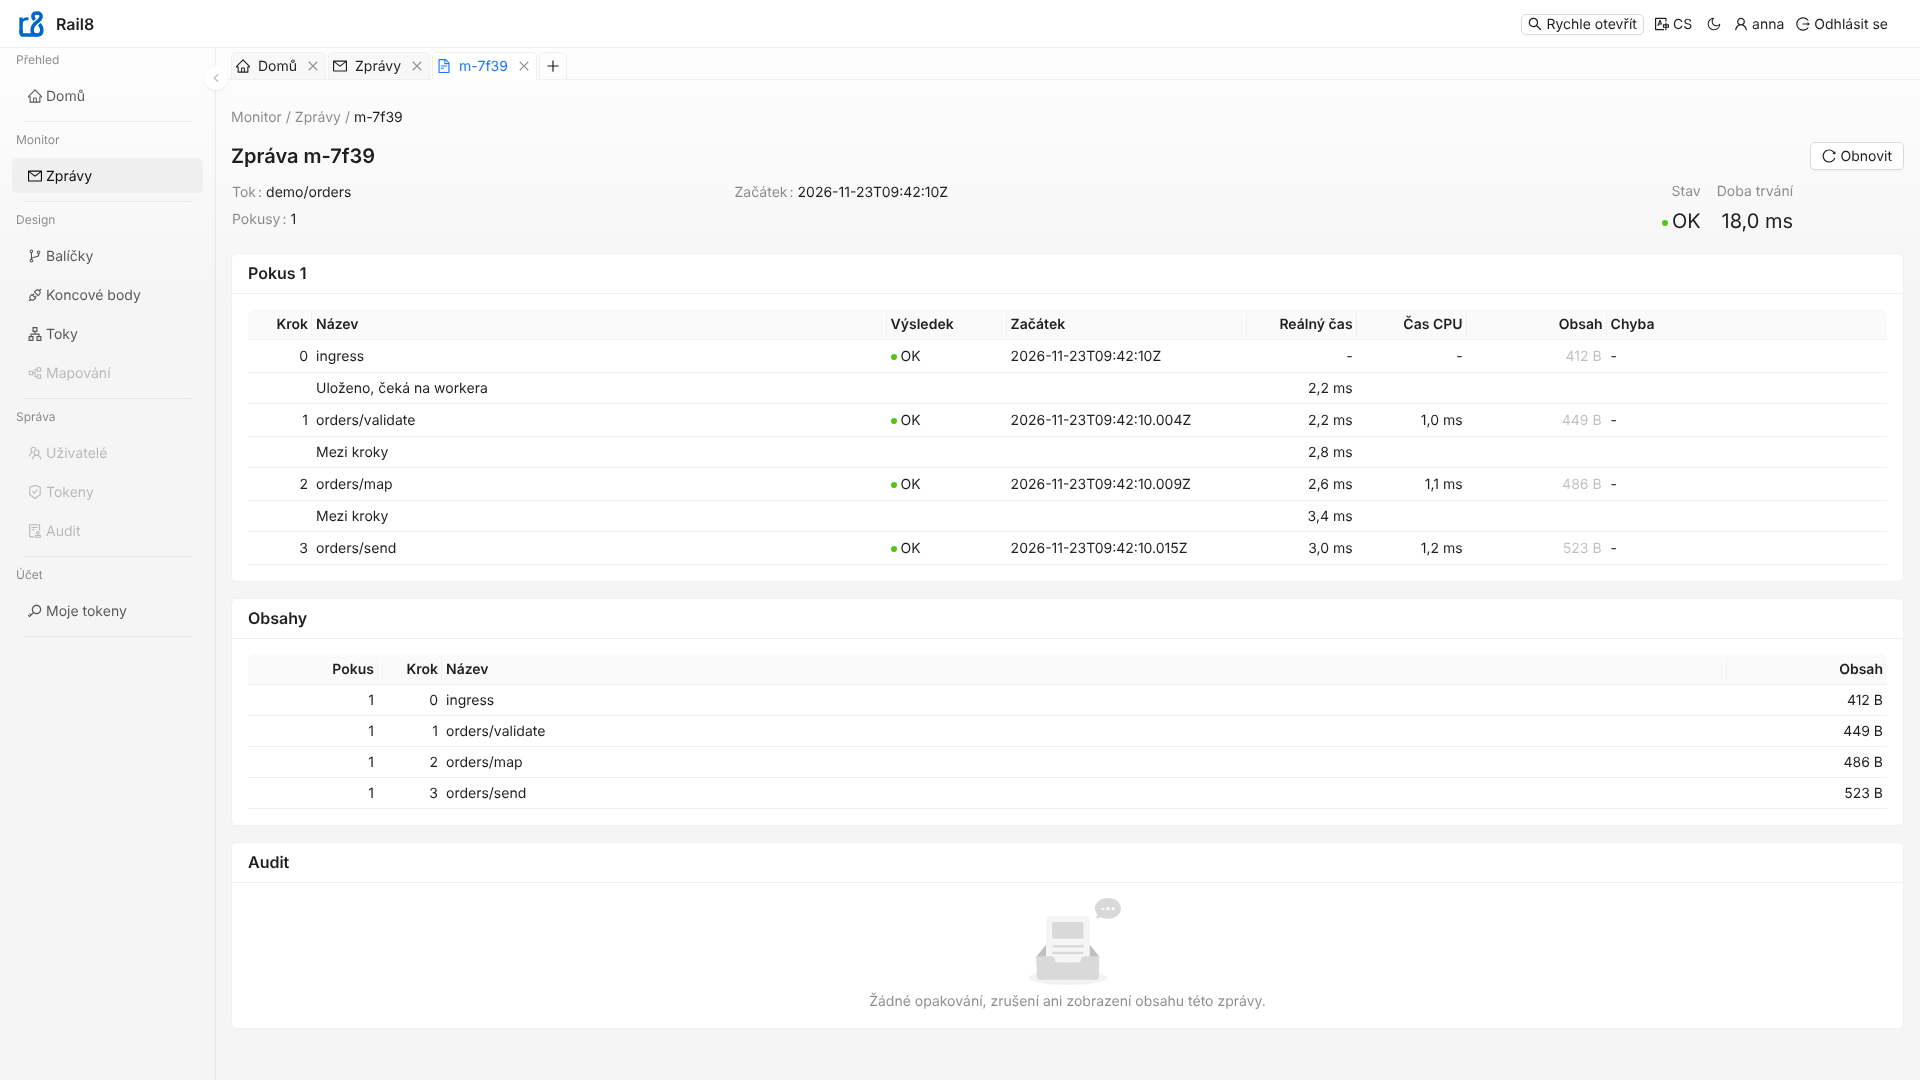 Rail8
Rychle otevřít CS anna Odhlásit se
Přehled
Domů
Monitor
Zprávy
Design
Balíčky
Koncové body
Toky
Mapování
Správa
Uživatelé
Tokeny
Audit
Účet
Moje tokeny
Domů Zprávy m-7f39
Monitor / Zprávy / m-7f39
Zpráva m-7f39
Obnovit
Tok : demo/orders Začátek : 2026-11-23T09:42:10Z
Pokusy : 1
Stav Doba trvání
OK 18,0 ms
Pokus 1
Krok Název Výsledek Začátek Reálný čas Čas CPU Obsah Chyba
0 ingress OK 2026-11-23T09:42:10Z - - 412 B -
Uloženo, čeká na workera 2,2 ms
1 orders/validate OK 2026-11-23T09:42:10.004Z 2,2 ms 1,0 ms 449 B -
Mezi kroky 2,8 ms
2 orders/map OK 2026-11-23T09:42:10.009Z 2,6 ms 1,1 ms 486 B -
Mezi kroky 3,4 ms
3 orders/send OK 2026-11-23T09:42:10.015Z 3,0 ms 1,2 ms 523 B -
Obsahy
Pokus Krok Název Obsah
1 0 ingress 412 B
1 1 orders/validate 449 B
1 2 orders/map 486 B
1 3 orders/send 523 B
Audit
Žádné opakování, zrušení ani zobrazení obsahu této zprávy.